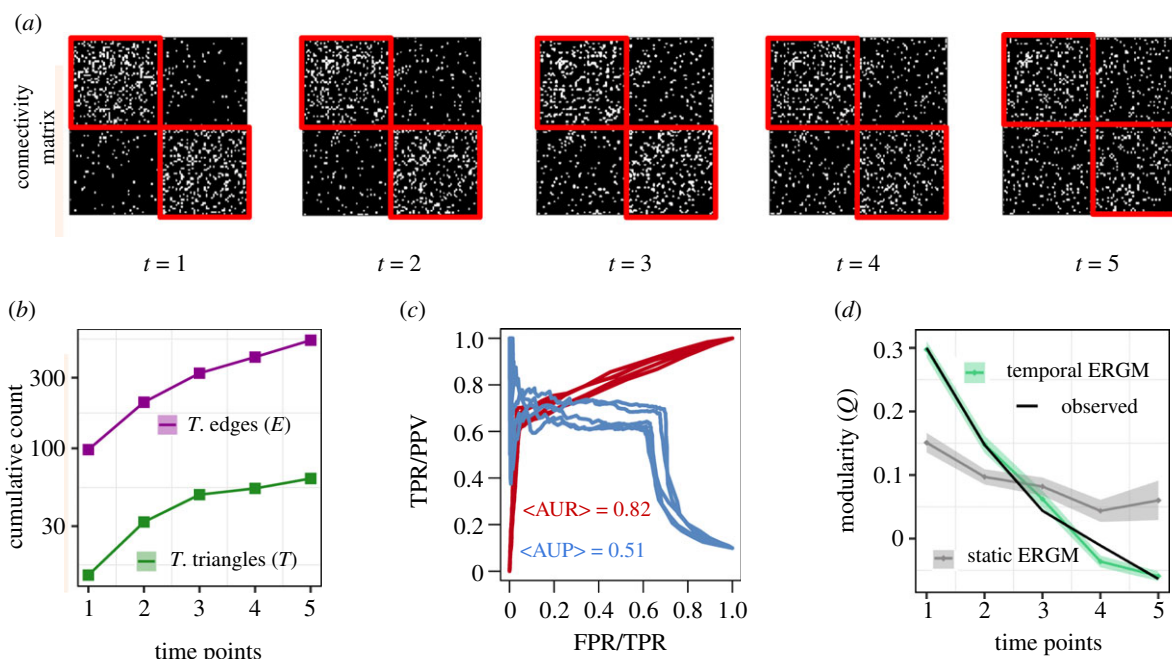 (a)
connectivity
matrix
t = 1
t = 2
t = 3
t = 4
t = 5
(b)
cumulative count
300
100
30
T. edges (E)
T. triangles (T)
1 2 3 4 5
time points
(c)
TPR/PPV
1.0
0.8
0.6
0.4
0.2
0
<AUR> = 0.82
<AUP> = 0.51
0 0.2 0.4 0.6 0.8 1.0
FPR/TPR
(d)
modularity (Q)
0.3
0.2
0.1
0
temporal ERGM
observed
static ERGM
1 2 3 4 5
time points